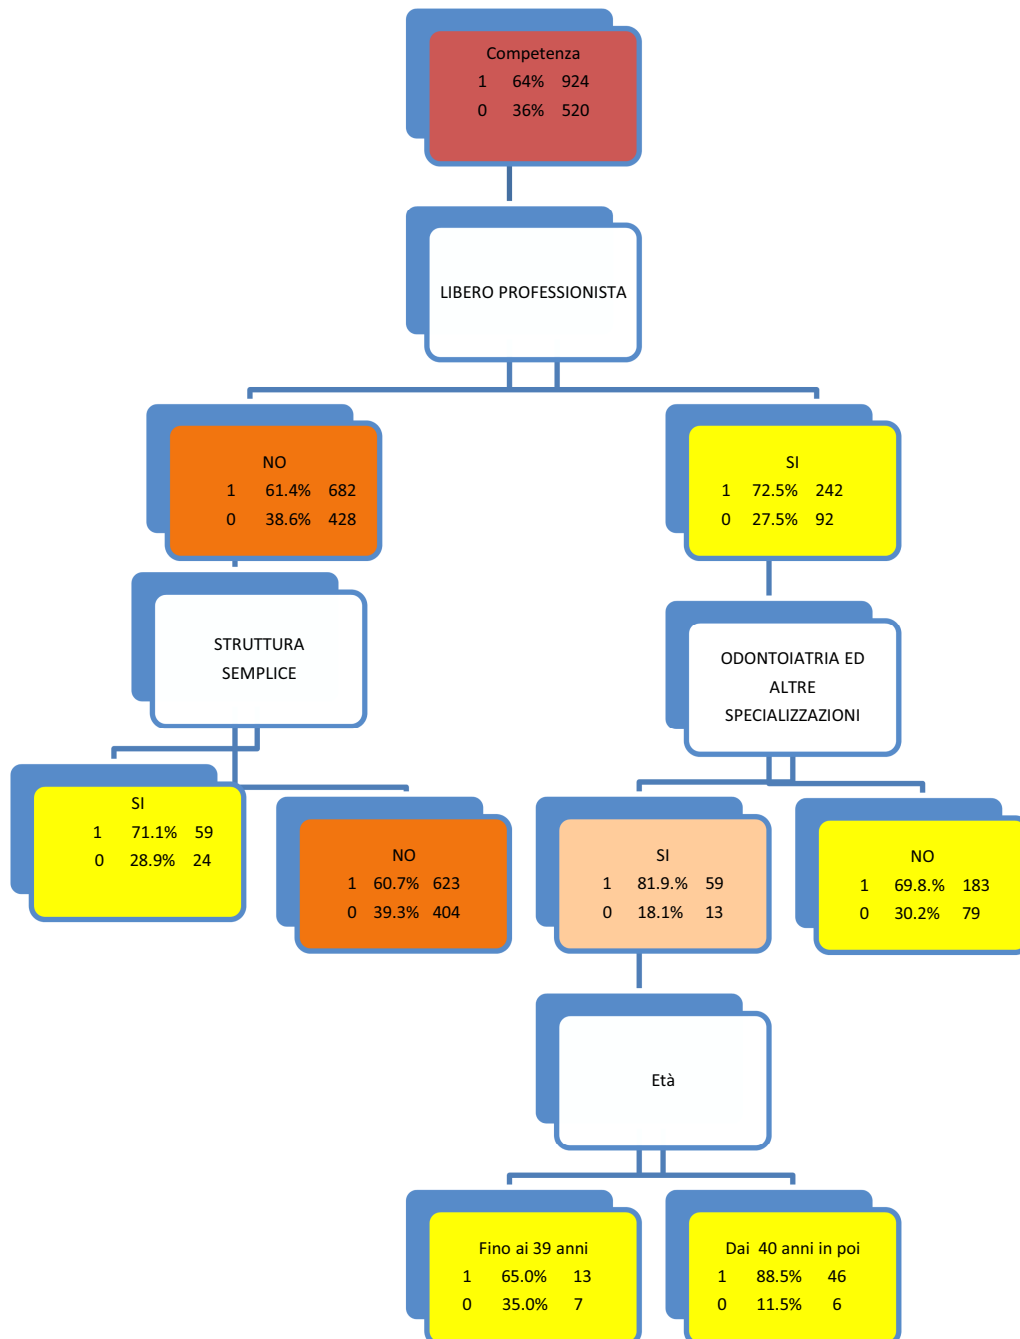 Competenza
1 64% 924
0 36% 520
LIBERO PROFESSIONISTA
NO
1 61.4% 682
0 38.6% 428
SI
1 72.5% 242
0 27.5% 92
STRUTTURA
SEMPLICE
ODONTOIATRIA ED
ALTRE
SPECIALIZZAZIONI
SI
1 71.1% 59
0 28.9% 24
NO
1 60.7% 623
0 39.3% 404
SI
1 81.9.% 59
0 18.1% 13
NO
1 69.8.% 183
0 30.2% 79
Età
Fino ai 39 anni
1 65.0% 13
0 35.0% 7
Dai 40 anni in poi
1 88.5% 46
0 11.5% 6